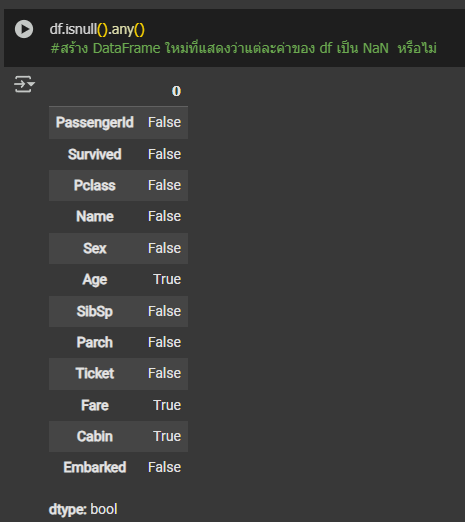 df.isnull().any()
#สร้าง DataFrame ใหม่ที่แสดงว่าแต่ละค่าของ df เป็น NaN หรือไม่
0
PassengerId False
Survived False
Pclass False
Name False
Sex False
Age True
SibSp False
Parch False
Ticket False
Fare True
Cabin True
Embarked False
dtype: bool